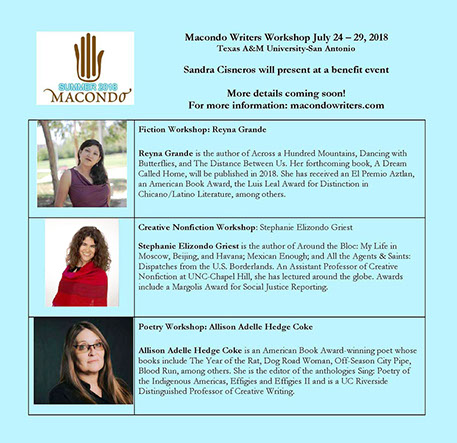 Macondo Writers Workshop July 24 – 29, 2018
Texas A&M University-San Antonio
Sandra Cisneros will present at a benefit event
More details coming soon!
For more information: macondowriters.com
SUMMER 2018
MACONDO
Fiction Workshop: Reyna Grande
Reyna Grande is the author of Across a Hundred Mountains, Dancing with
Butterflies, and The Distance Between Us. Her forthcoming book, A Dream
Called Home, will be published in 2018. She has received an El Premio Aztlan,
an American Book Award, the Luis Leal Award for Distinction in
Chicano/Latino Literature, among others.
Creative Nonfiction Workshop: Stephanie Elizondo Griest
Stephanie Elizondo Griest is the author of Around the Bloc: My Life in
Moscow, Beijing, and Havana; Mexican Enough; and All the Agents & Saints:
Dispatches from the U.S. Borderlands. An Assistant Professor of Creative
Nonfiction at UNC-Chapel Hill, she has lectured around the globe. Awards
include a Margolis Award for Social Justice Reporting.
Poetry Workshop: Allison Adelle Hedge Coke
Allison Adelle Hedge Coke is an American Book Award-winning poet whose
books include The Year of the Rat, Dog Road Woman, Off-Season City Pipe,
Blood Run, among others. She is the editor of the anthologies Sing: Poetry of
the Indigenous Americas, Effigies and Effigies II and is a UC Riverside
Distinguished Professor of Creative Writing.